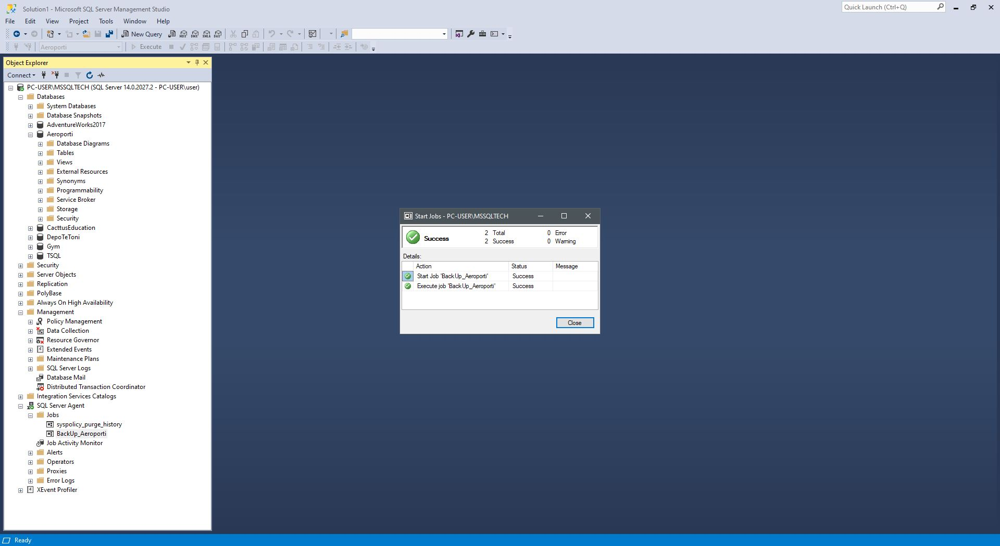 Solution1 - Microsoft SQL Server Management Studio
Quick Launch (Ctrl+Q)
File Edit View Project Tools Window Help
New Query MDX DMX XMLA DAX
Aeroporti Execute
Object Explorer
Connect
PC-USER\MSSQLTECH (SQL Server 14.0.2027.2 - PC-USER\user)
Databases
System Databases
Database Snapshots
AdventureWorks2017
Aeroporti
Database Diagrams
Tables
Views
External Resources
Synonyms
Programmability
Service Broker
Storage
Security
CacttusEducation
DepoTeToni
Gym
TSQL
Security
Server Objects
Replication
PolyBase
Always On High Availability
Management
Policy Management
Data Collection
Resource Governor
Extended Events
Maintenance Plans
SQL Server Logs
Database Mail
Distributed Transaction Coordinator
Integration Services Catalogs
SQL Server Agent
Jobs
syspolicy_purge_history
BackUp_Aeroporti
Job Activity Monitor
Alerts
Operators
Proxies
Error Logs
XEvent Profiler
Start Jobs - PC-USER\MSSQLTECH
Success
2 Total 0 Error
2 Success 0 Warning
Details:
Action Status Message
Start Job 'BackUp_Aeroporti' Success
Execute job 'BackUp_Aeroporti' Success
Close
Ready